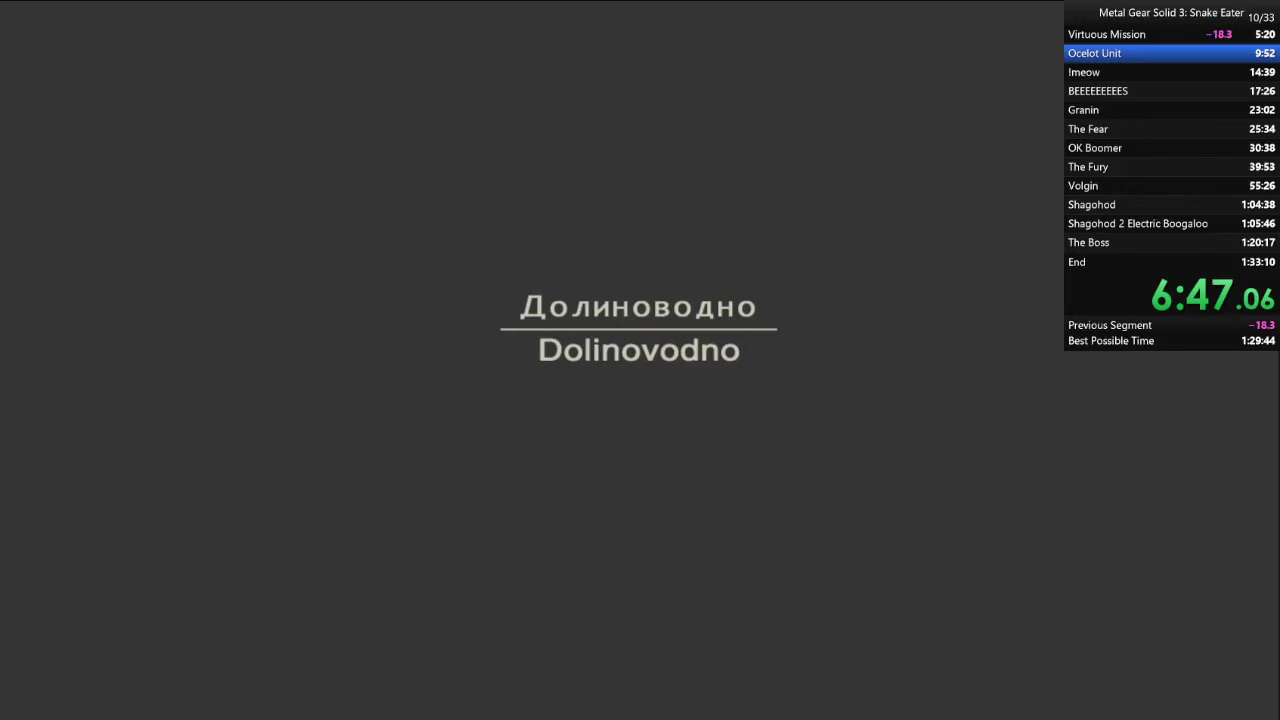 Metal Gear Solid 3: Snake Eater 10/33
Virtuous Mission −18.3 5:20
Ocelot Unit 9:52
!meow 14:39
BEEEEEEEEES 17:26
Granin 23:02
The Fear 25:34
OK Boomer 30:38
The Fury 39:53
Volgin 55:26
Shagohod 1:04:38
Shagohod 2 Electric Boogaloo 1:05:46
The Boss 1:20:17
End 1:33:10
6:47.06
Previous Segment −18.3
Best Possible Time 1:29:44
Долиноводно
Dolinovodno